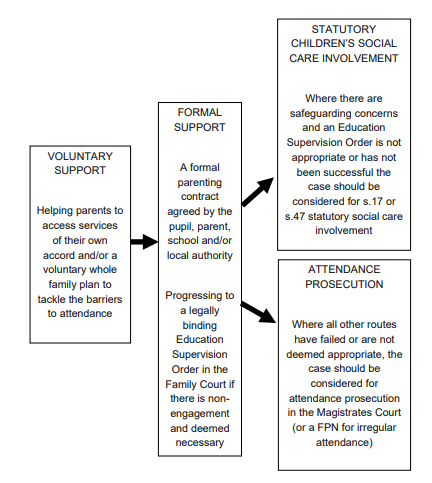 VOLUNTARY
SUPPORT
Helping parents to
access services
of their own
accord and/or a
voluntary whole
family plan to
tackle the barriers
to attendance
FORMAL
SUPPORT
A formal
parenting
contract
agreed by the
pupil, parent,
school and/or
local authority
Progressing to
a legally
binding
Education
Supervision
Order in the
Family Court if
there is non-
engagement
and deemed
necessary
STATUTORY
CHILDREN'S SOCIAL
CARE INVOLVEMENT
Where there are
safeguarding concerns
and an Education
Supervision Order is not
appropriate or has not
been successful the
case should be
considered for s.17 or
s.47 statutory social care
involvement
ATTENDANCE
PROSECUTION
Where all other routes
have failed or are not
deemed appropriate, the
case should be
considered for
attendance prosecution
in the Magistrates Court
(or a FPN for irregular
attendance)